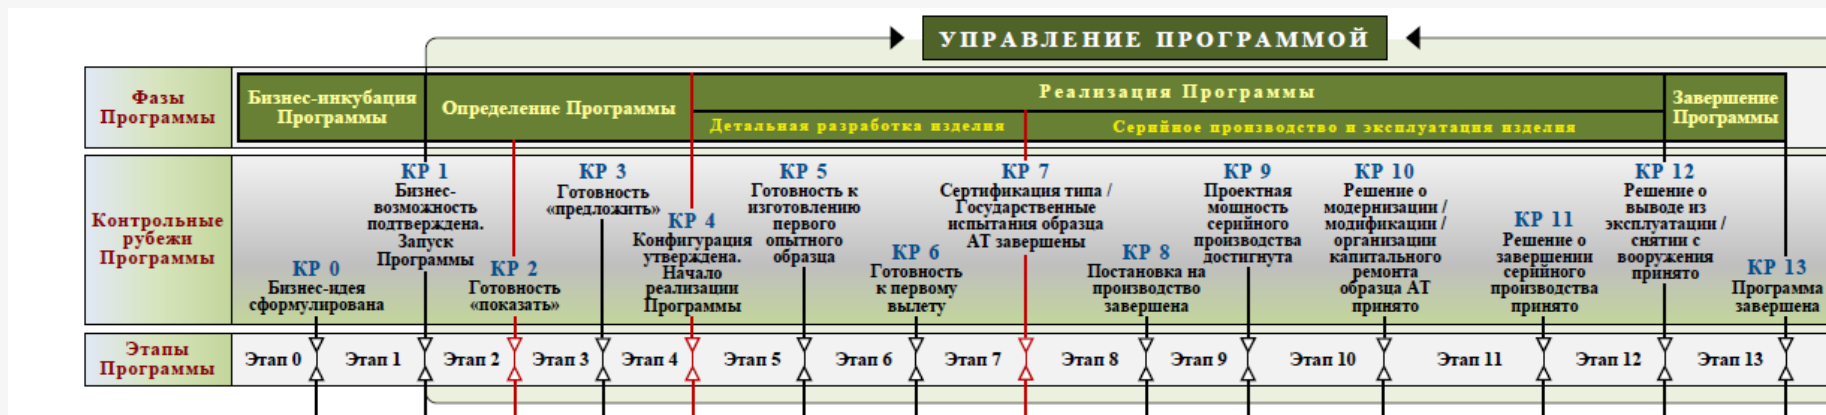 УПРАВЛЕНИЕ ПРОГРАММОЙ
Фазы
Программы
Бизнес-инкубация
Программы
Определение Программы
Реализация Программы
Детальная разработка изделия
Серийное производство и эксплуатация изделия
Завершение
Программы
Контрольные
рубежи
Программы
КР 0
Бизнес-идея
сформулирована
КР 1
Бизнес-
возможность
подтверждена.
Запуск
Программы
КР 2
Готовность
«показать»
КР 3
Готовность
«предложить»
КР 4
Конфигурация
утверждена.
Начало
реализации
Программы
КР 5
Готовность к
изготовлению
первого
опытного
образца
КР 6
Готовность
к первому
вылету
КР 7
Сертификация типа /
Государственные
испытания образца
АТ завершены
КР 8
Постановка на
производство
завершена
КР 9
Проектная
мощность
серийного
производства
достигнута
КР 10
Решение о
модернизации /
модификации /
организации
капитального
ремонта
образца АТ
принято
КР 11
Решение о
завершении
серийного
производства
принято
КР 12
Решение о
выводе из
эксплуатации /
снятии с
вооружения
принято
КР 13
Программа
завершена
Этапы
Программы
Этап 0
Этап 1
Этап 2
Этап 3
Этап 4
Этап 5
Этап 6
Этап 7
Этап 8
Этап 9
Этап 10
Этап 11
Этап 12
Этап 13